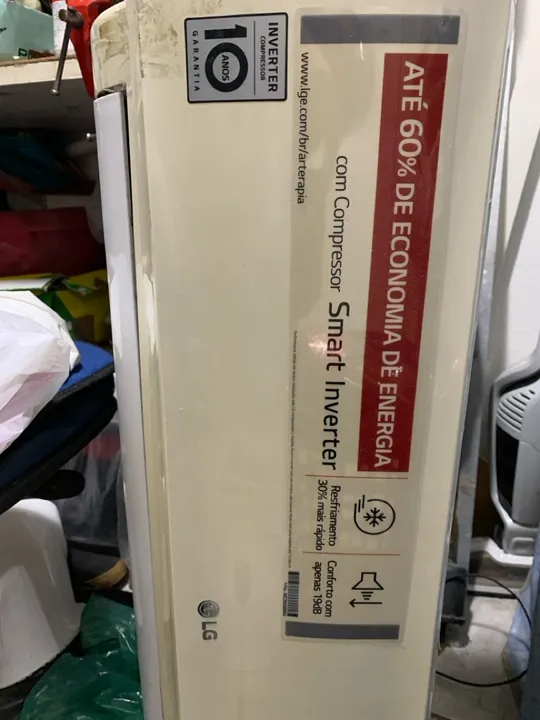 ATÉ 60% DE ECONOMIA DE ENERGIA
com Compressor Smart Inverter
www.lge.com/br/arterapia
Resfriamento
30% mais rápido
Conforto com
apenas 19dB
INVERTER
COMPRESSOR
10
ANOS
GARANTIA
LG